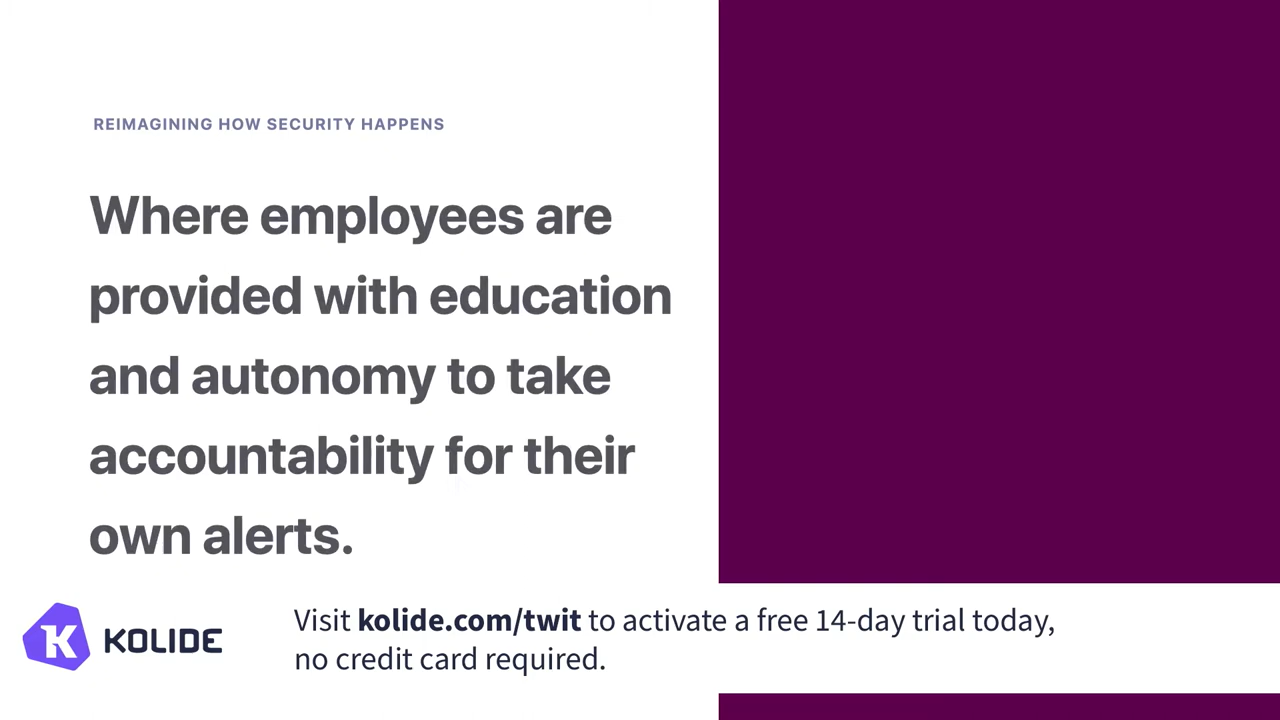 REIMAGINING HOW SECURITY HAPPENS
Where employees are
provided with education
and autonomy to take
accountability for their
own alerts.
K KOLIDE
Visit kolide.com/twit to activate a free 14-day trial today,
no credit card required.